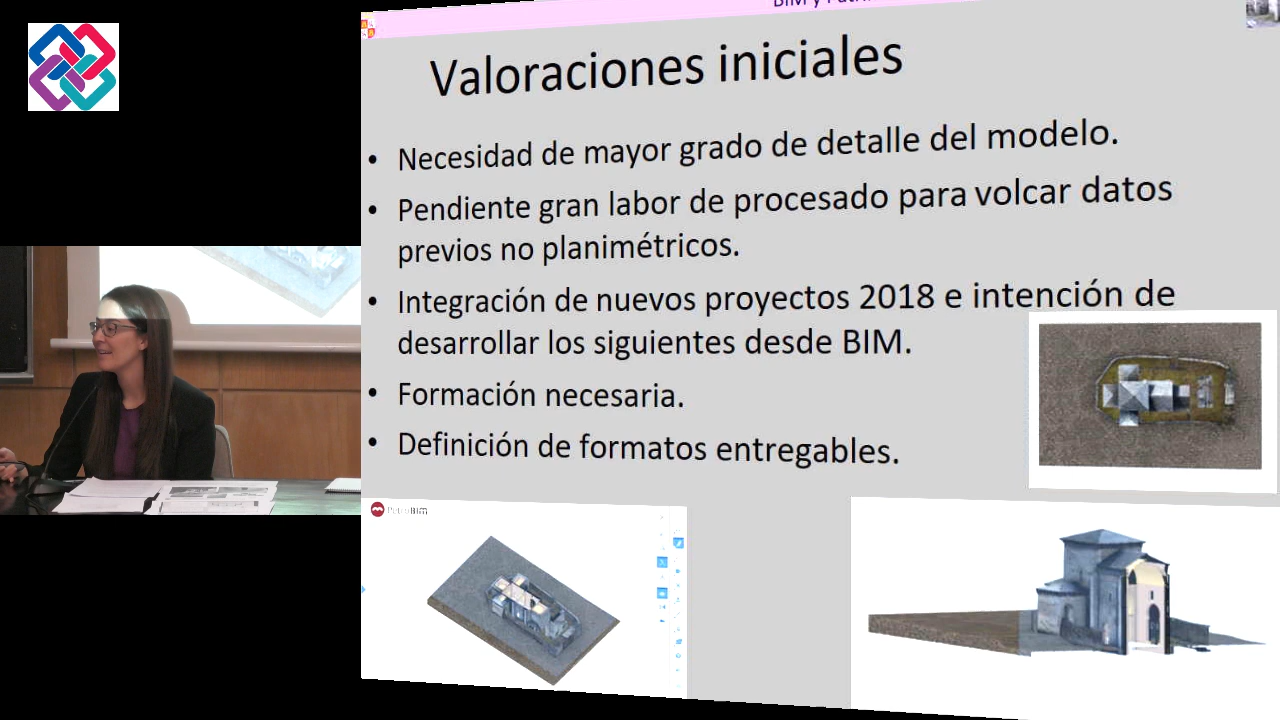 BIM y
Valoraciones iniciales
• Necesidad de mayor grado de detalle del modelo.
• Pendiente gran labor de procesado para volcar datos
previos no planimétricos.
• Integración de nuevos proyectos 2018 e intención de
desarrollar los siguientes desde BIM.
• Formación necesaria.
• Definición de formatos entregables.
PetroBIM